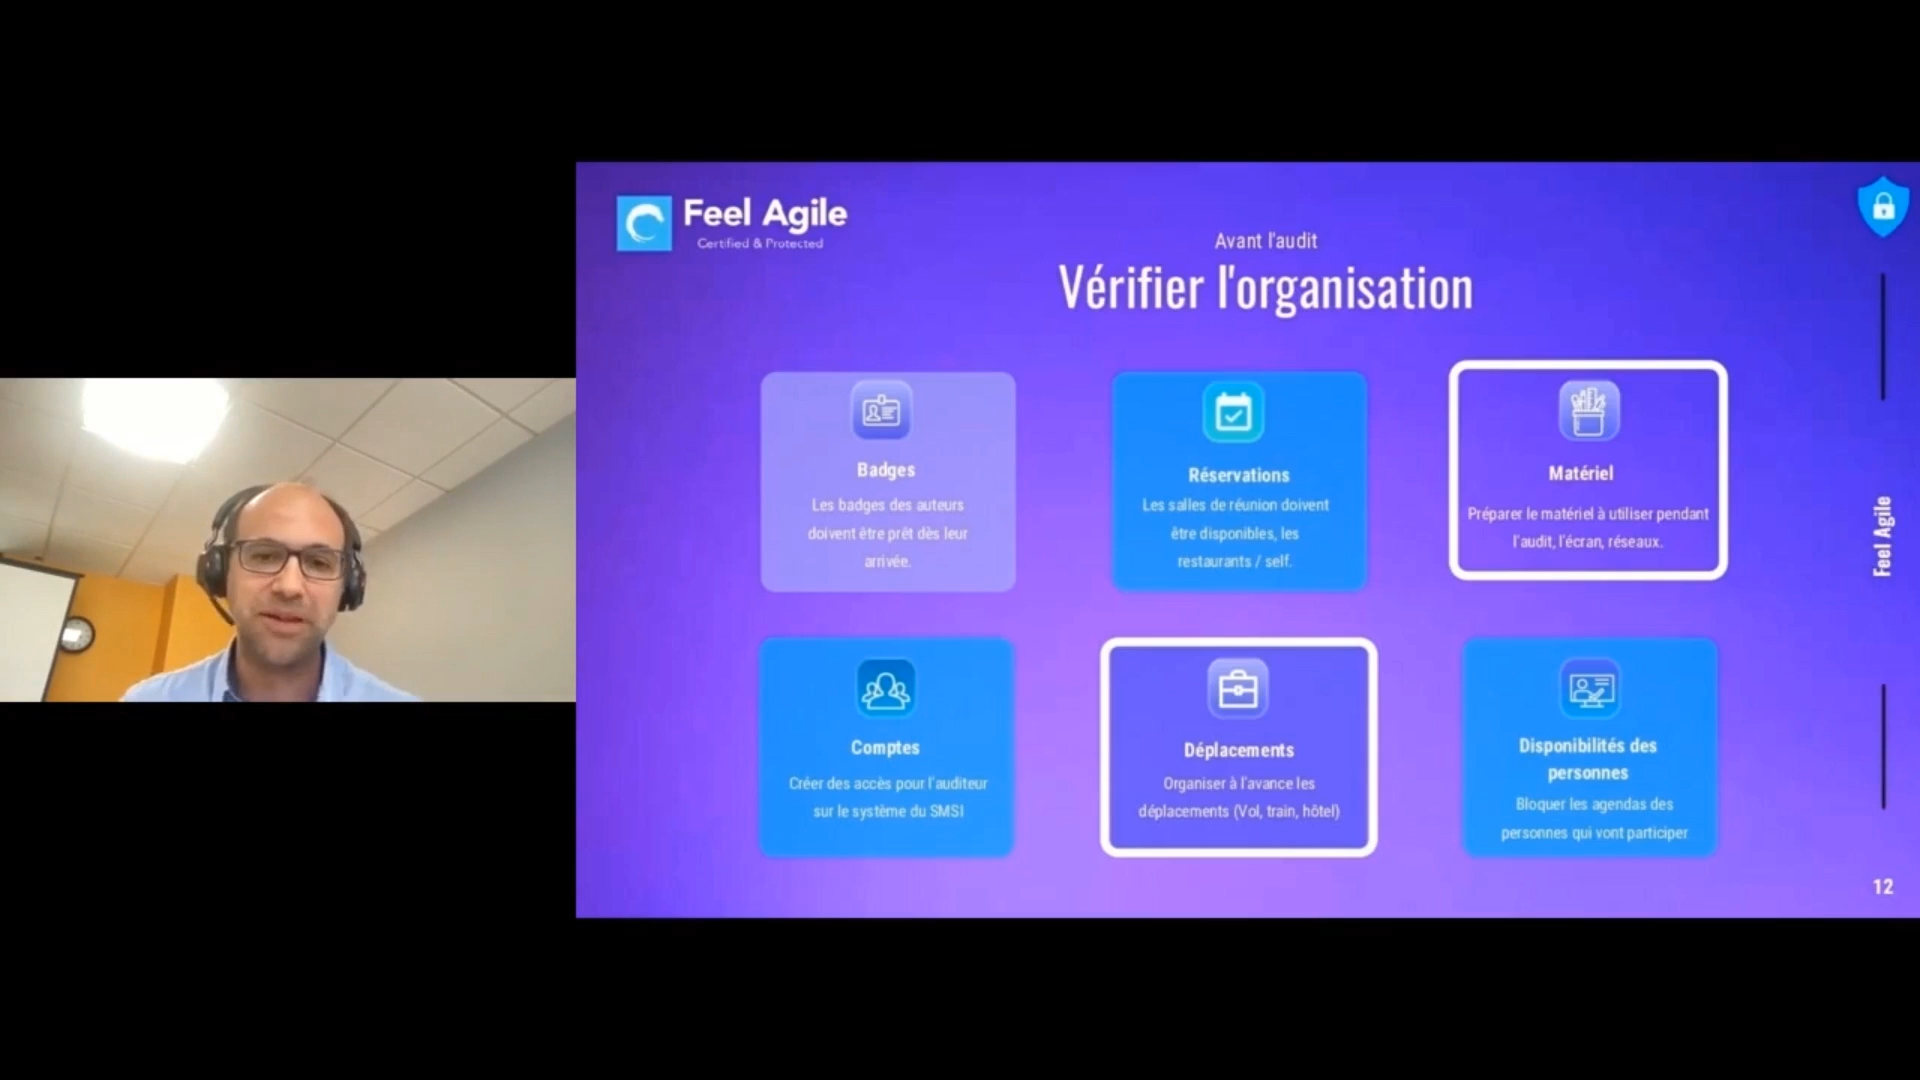 Feel Agile
Certified & Protected
Avant l'audit
Vérifier l'organisation
Badges
Les badges des auteurs
doivent être prêt dès leur
arrivée.
Réservations
Les salles de réunion doivent
être disponibles, les
restaurants / self.
Matériel
Préparer le matériel à utiliser pendant
l'audit, l'écran, réseaux.
Comptes
Créer des accès pour l'auditeur
sur le système du SMSI
Déplacements
Organiser à l'avance les
déplacements (Vol, train, hôtel)
Disponibilités des
personnes
Bloquer les agendas des
personnes qui vont participer
Feel Agile
12